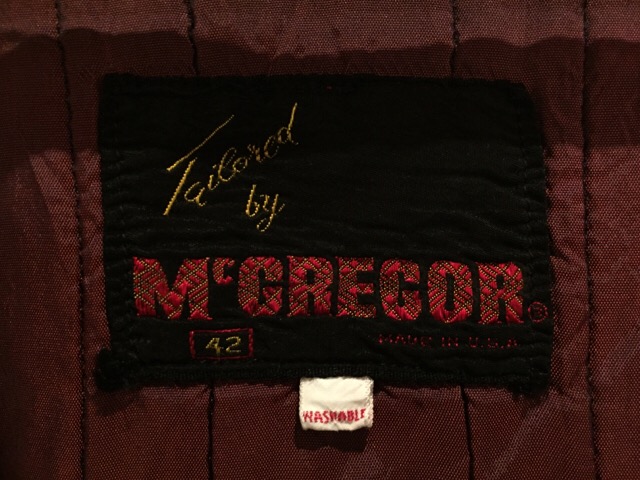 Tailored
by
McGREGOR®
42 MADE IN U.S.A
WASHABLE